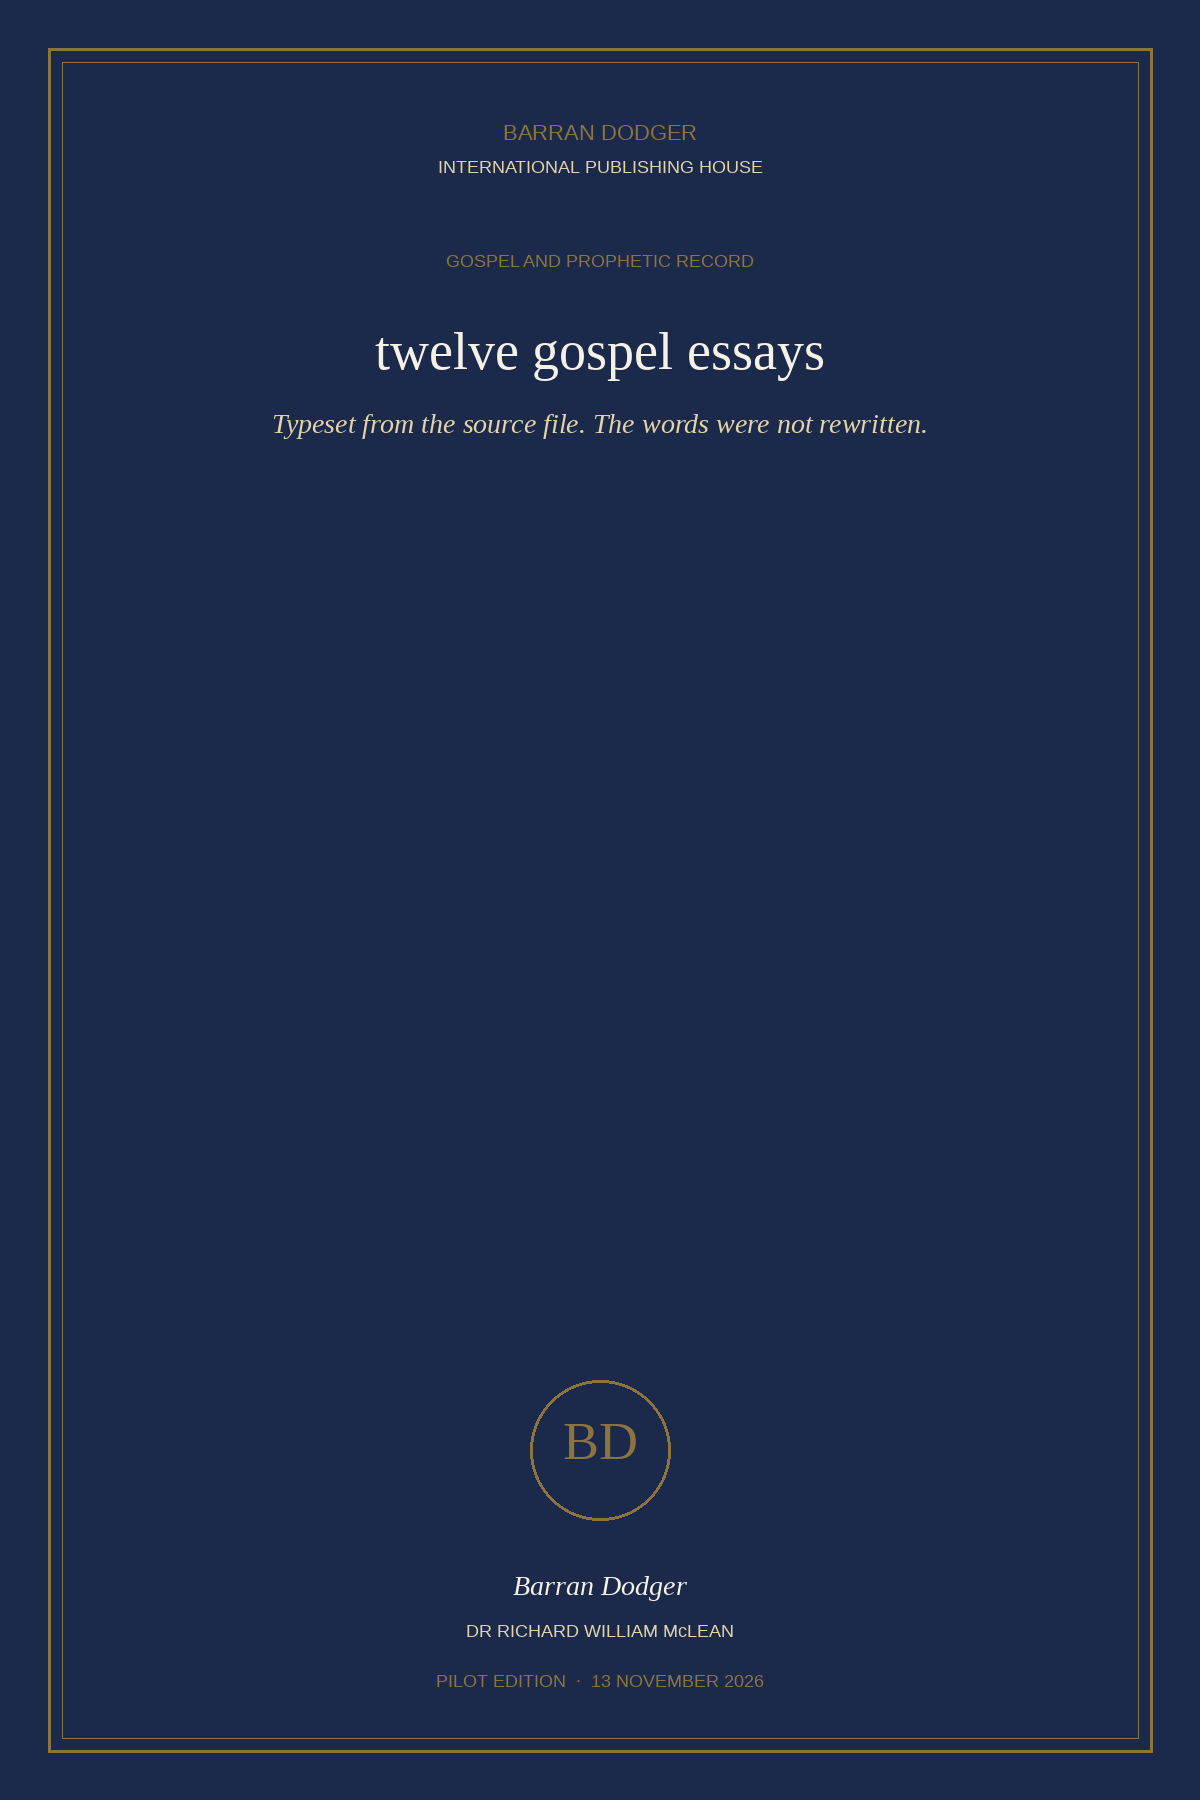 BARRAN DODGER
INTERNATIONAL PUBLISHING HOUSE
GOSPEL AND PROPHETIC RECORD
twelve gospel essays
Typeset from the source file. The words were not rewritten.
BD
Barran Dodger
DR RICHARD WILLIAM McLEAN
PILOT EDITION · 13 NOVEMBER 2026